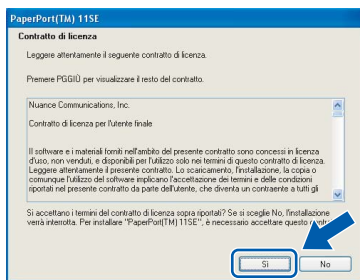 PaperPort(TM) 11SE
Contratto di licenza
Leggere attentamente il seguente contratto di licenza.
Premere PGGIÙ per visualizzare il resto del contratto.
Nuance Communications, Inc.
Contratto di licenza per l'utente finale
Il software e i materiali forniti nell'ambito del presente contratto sono concessi in licenza
d'uso, non venduti, e disponibili per l'utilizzo solo nei termini di questo contratto di licenza.
Leggere attentamente il presente contratto. Lo scaricamento, l'installazione, la copia o
comunque l'utilizzo del software implicano l'accettazione dei termini e delle condizioni
riportati nel presente contratto da parte dell'utente, che diventa un contraente a tutti gli
Si accettano i termini del contratto di licenza sopra riportati? Se si sceglie No, l'installazione
verrà interrotta. Per installare "PaperPort(TM) 11SE", è necessario accettare questo
Sì
No